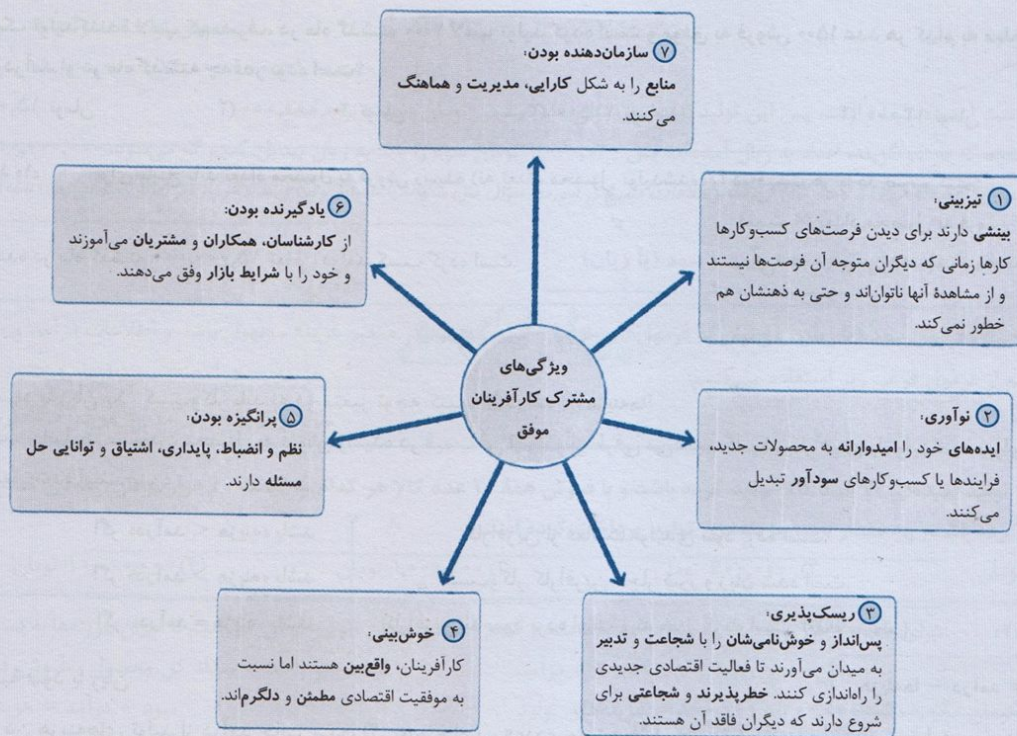 ویژگی‌های
مشترک کارآفرینان
موفق
① تیزبینی:
بینشی دارند برای دیدن فرصت‌های کسب‌وکارها
کارها زمانی که دیگران متوجه آن فرصت‌ها نیستند
و از مشاهدهٔ آنها ناتوان‌اند و حتی به ذهنشان هم
خطور نمی‌کند.
② نوآوری:
ایده‌های خود را امیدوارانه به محصولات جدید،
فرایندها یا کسب‌وکارهای سودآور تبدیل
می‌کنند.
③ ریسک‌پذیری:
پس‌انداز و خوش‌نامی‌شان را با شجاعت و تدبیر
به میدان می‌آورند تا فعالیت اقتصادی جدیدی
را راه‌اندازی کنند. خطرپذیرند و شجاعتی برای
شروع دارند که دیگران فاقد آن هستند.
④ خوش‌بینی:
کارآفرینان، واقع‌بین هستند اما نسبت
به موفقیت اقتصادی مطمئن و دلگرم‌اند.
⑤ پرانگیزه بودن:
نظم و انضباط، پایداری، اشتیاق و توانایی حل
مسئله دارند.
⑥ یادگیرنده بودن:
از کارشناسان، همکاران و مشتریان می‌آموزند
و خود را با شرایط بازار وفق می‌دهند.
⑦ سازمان‌دهنده بودن:
منابع را به شکل کارایی، مدیریت و هماهنگ
می‌کنند.